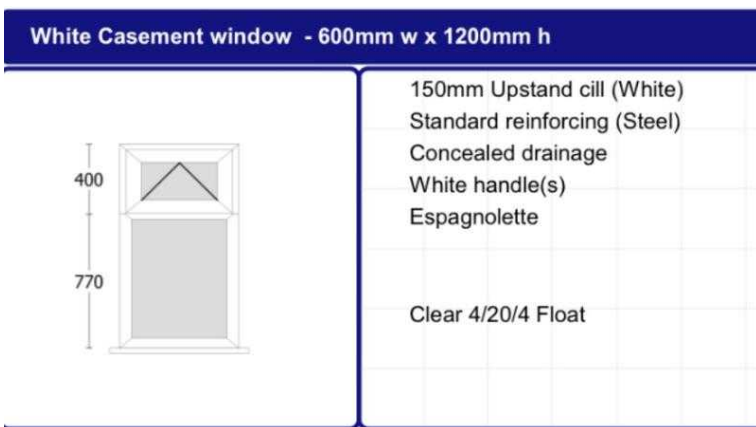 White Casement window - 600mm w x 1200mm h
400
770
150mm Upstand cill (White)
Standard reinforcing (Steel)
Concealed drainage
White handle(s)
Espagnolette
Clear 4/20/4 Float